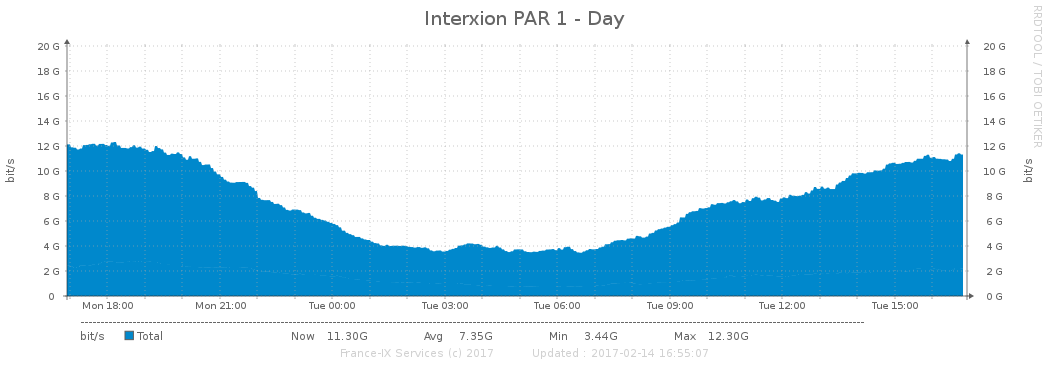 Interxion PAR 1 - Day
RRDTOOL / TOBI OETIKER
20 G 20 G
18 G 18 G
16 G 16 G
14 G 14 G
12 G 12 G
10 G 10 G
8 G 8 G
6 G 6 G
4 G 4 G
2 G 2 G
0 0 G
bit/s bit/s
Mon 18:00 Mon 21:00 Tue 00:00 Tue 03:00 Tue 06:00 Tue 09:00 Tue 12:00 Tue 15:00
bit/s Total Now 11.30G Avg 7.35G Min 3.44G Max 12.30G
France-IX Services (c) 2017 Updated : 2017-02-14 16:55:07